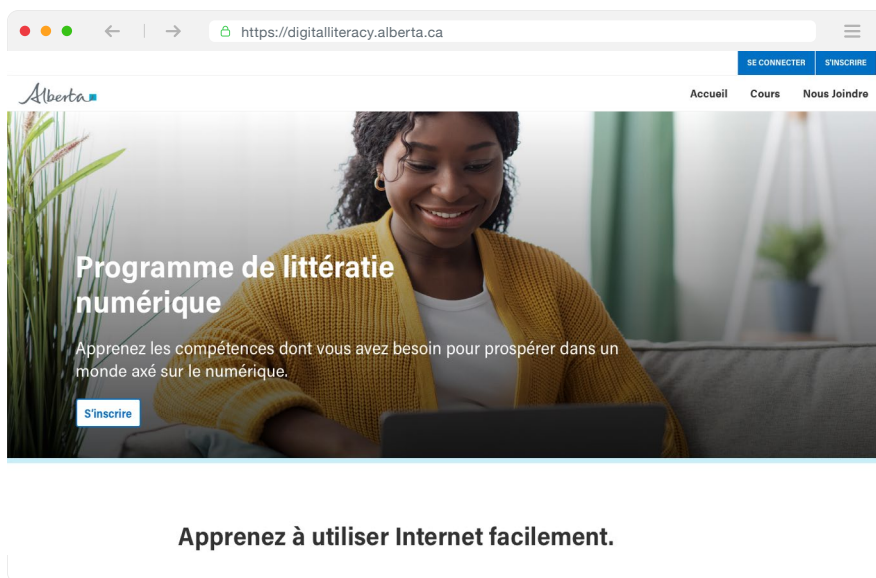 https://digitalliteracy.alberta.ca
SE CONNECTER S'INSCRIRE
Alberta
Accueil Cours Nous Joindre
Programme de littératie
numérique
Apprenez les compétences dont vous avez besoin pour prospérer dans un
monde axé sur le numérique.
S'inscrire
Apprenez à utiliser Internet facilement.